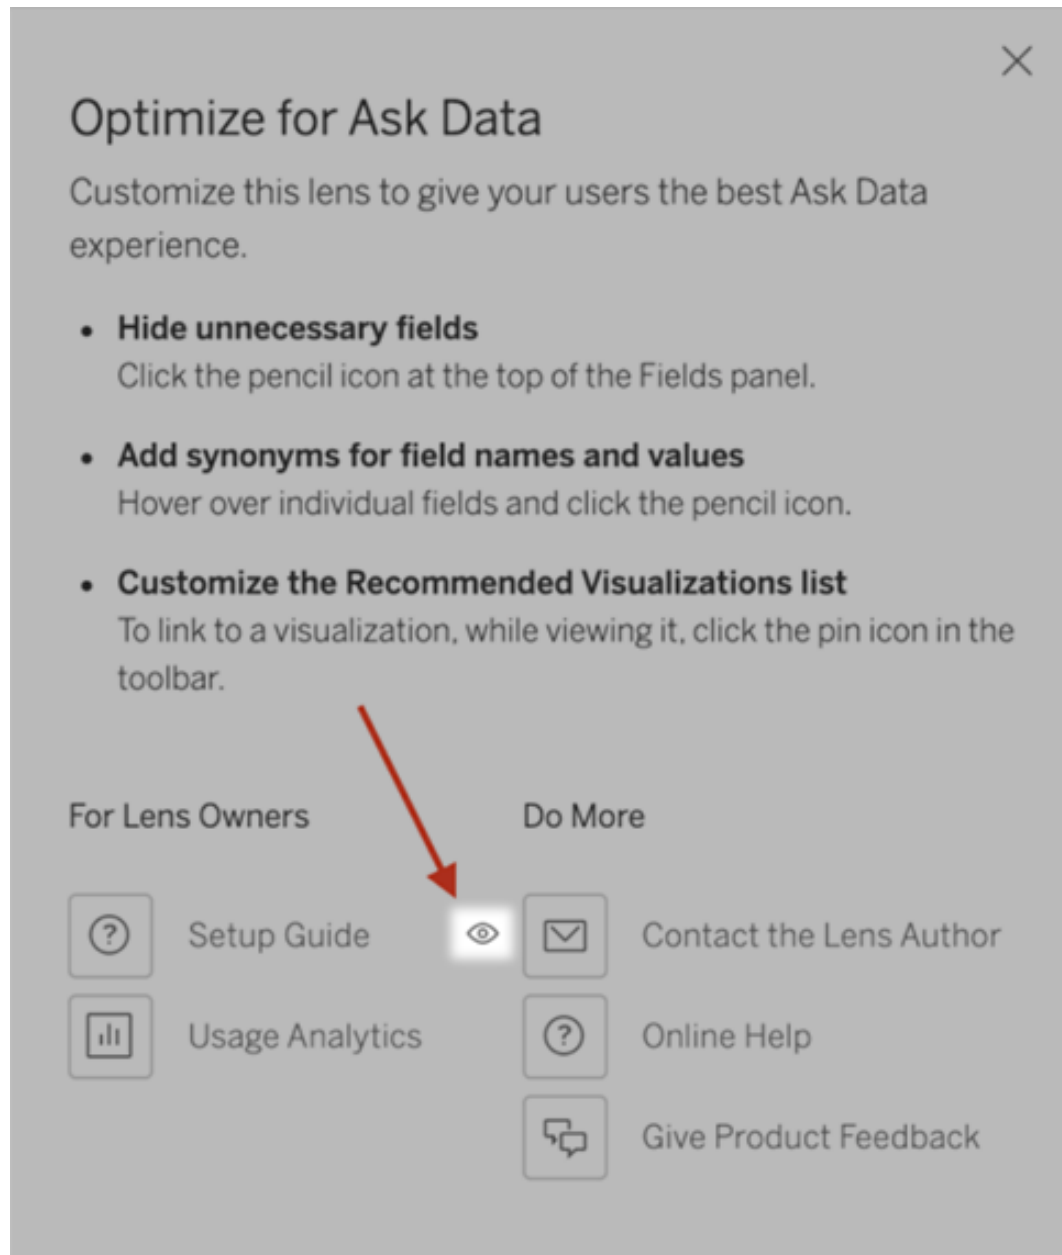 Optimize for Ask Data
Customize this lens to give your users the best Ask Data
experience.
• Hide unnecessary fields
Click the pencil icon at the top of the Fields panel.
• Add synonyms for field names and values
Hover over individual fields and click the pencil icon.
• Customize the Recommended Visualizations list
To link to a visualization, while viewing it, click the pin icon in the
toolbar.
For Lens Owners
Setup Guide
Usage Analytics
Do More
Contact the Lens Author
Online Help
Give Product Feedback